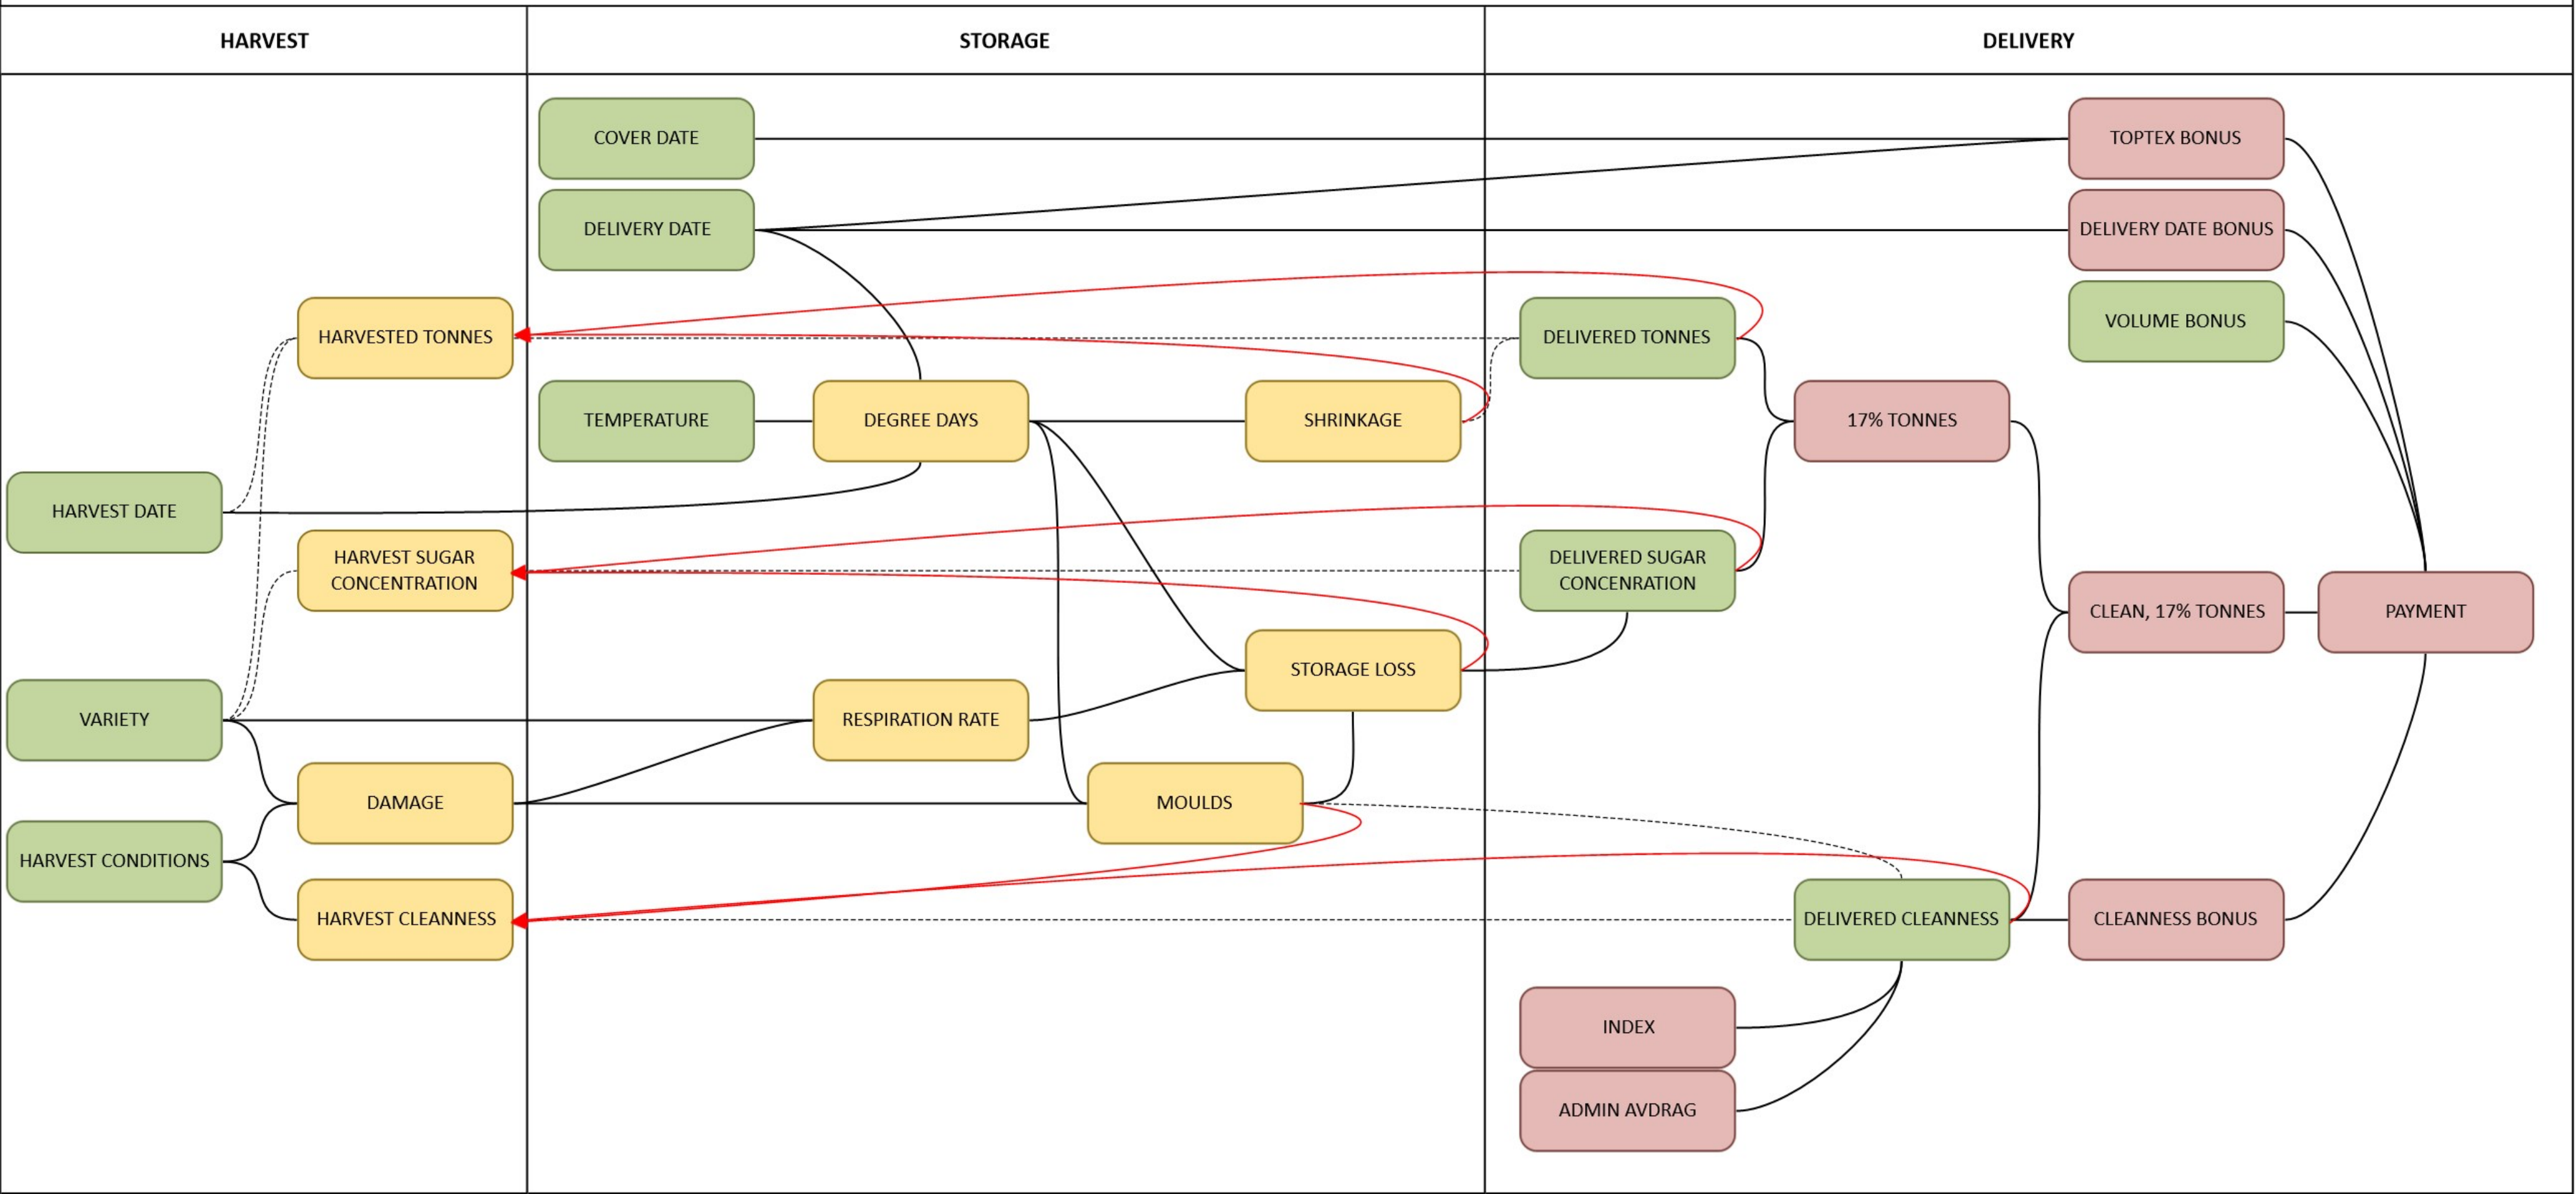 HARVEST
STORAGE
DELIVERY
COVER DATE
TOPTEX BONUS
DELIVERY DATE
DELIVERY DATE BONUS
VOLUME BONUS
HARVESTED TONNES
DELIVERED TONNES
TEMPERATURE
DEGREE DAYS
SHRINKAGE
17% TONNES
HARVEST DATE
HARVEST SUGAR
CONCENTRATION
DELIVERED SUGAR
CONCENRATION
CLEAN, 17% TONNES
PAYMENT
STORAGE LOSS
VARIETY
RESPIRATION RATE
DAMAGE
MOULDS
HARVEST CONDITIONS
HARVEST CLEANNESS
DELIVERED CLEANNESS
CLEANNESS BONUS
INDEX
ADMIN AVDRAG